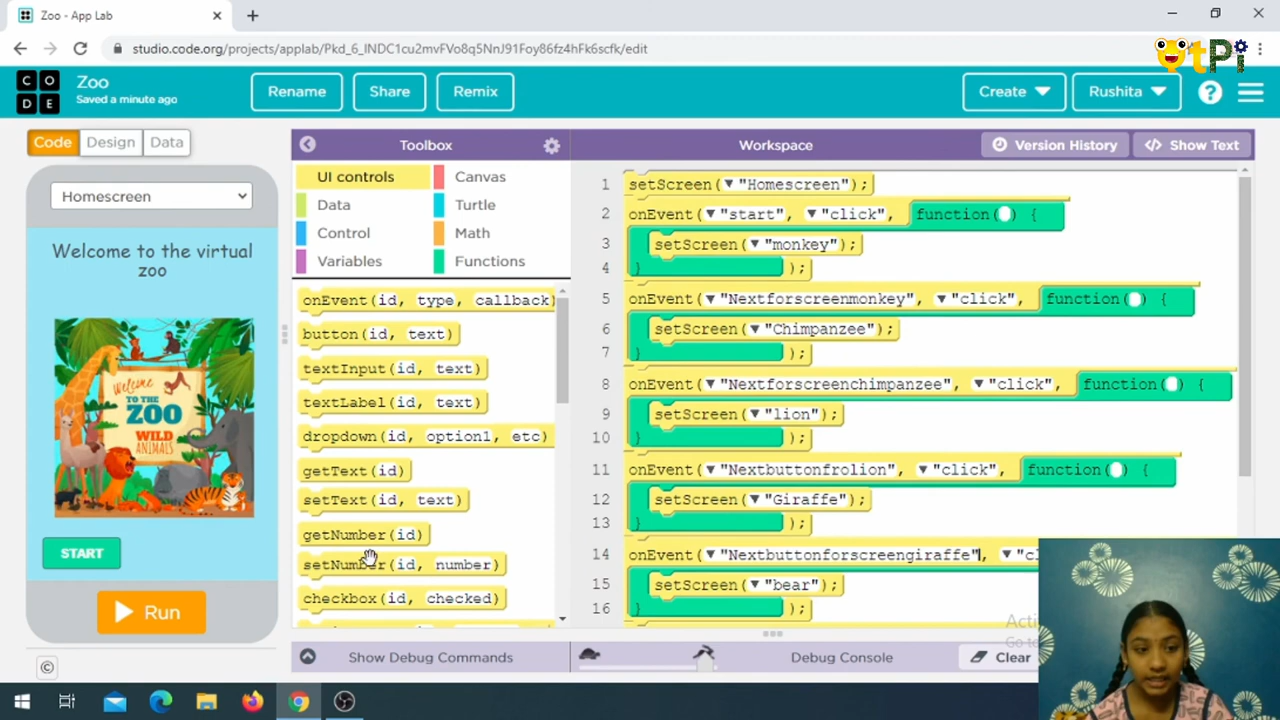 Zoo - App Lab
studio.code.org/projects/applab/Pkd_6_INDC1cu2mvFVo8q5NnJ91Foy86fz4hFk6scfk/edit
OtPi
C O
D E
Zoo
Saved a minute ago
Rename
Share
Remix
Create
Rushita
?
Code
Design
Data
Toolbox
Workspace
Version History
Show Text
Homescreen
Welcome to the virtual
zoo
Welcome
TO THE
ZOO
WILD
ANIMALS
START
Run
UI controls
Canvas
Data
Turtle
Control
Math
Variables
Functions
onEvent(id, type, callback)
button(id, text)
textInput(id, text)
textLabel(id, text)
dropdown(id, option1, etc)
getText(id)
setText(id, text)
getNumber(id)
setNumber(id, number)
checkbox(id, checked)
1 setScreen(▼"Homescreen");
2 onEvent(▼"start", ▼"click", function( ) {
3 setScreen(▼"monkey");
4 } );
5 onEvent(▼"Nextforscreenmonkey", ▼"click", function( ) {
6 setScreen(▼"Chimpanzee");
7 } );
8 onEvent(▼"Nextforscreenchimpanzee", ▼"click", function( ) {
9 setScreen(▼"lion");
10 } );
11 onEvent(▼"Nextbuttonfrolion", ▼"click", function( ) {
12 setScreen(▼"Giraffe");
13 } );
14 onEvent(▼"Nextbuttonforscreengiraffe", ▼"cl
15 setScreen(▼"bear");
16 } );
Acti
Go to
©
Show Debug Commands
Debug Console
Clear